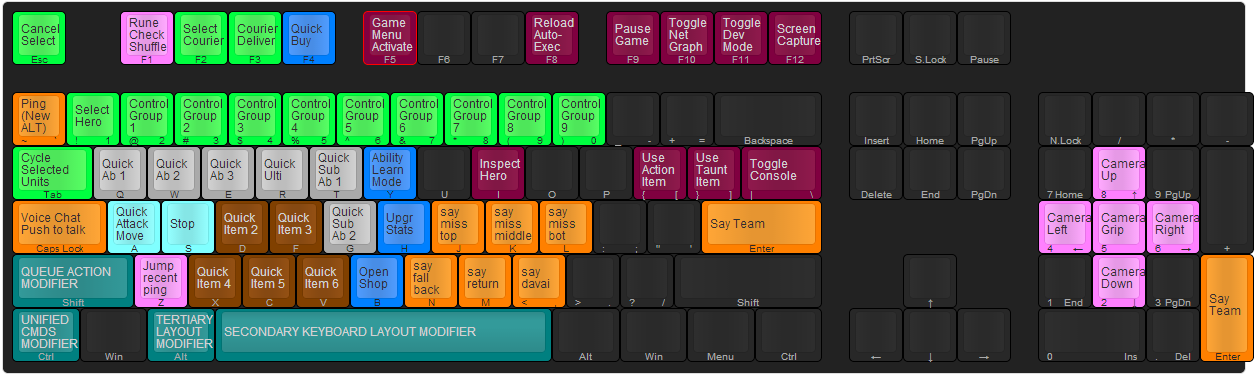 Cancel Select Esc
Rune Check Shuffle F1
Select Courier F2
Courier Deliver F3
Quick Buy F4
Game Menu Activate F5
F6
F7
Reload Auto-Exec F8
Pause Game F9
Toggle Net Graph F10
Toggle Dev Mode F11
Screen Capture F12
PrtScr
S.Lock
Pause
Ping (New ALT) ~ `
Select Hero ! 1
Control Group 1 @ 2
Control Group 2 # 3
Control Group 3 $ 4
Control Group 4 % 5
Control Group 5 ^ 6
Control Group 6 & 7
Control Group 7 * 8
Control Group 8 ( 9
Control Group 9 ) 0
_ -
+ =
Backspace
Insert
Home
PgUp
N.Lock
/
*
-
Cycle Selected Units Tab
Quick Ab 1 Q
Quick Ab 2 W
Quick Ab 3 E
Quick Ulti R
Quick Sub Ab 1 T
Ability Learn Mode Y
U
Inspect Hero I
O
P
Use Action Item { [
Use Taunt Item } ]
Toggle Console | \
Delete
End
PgDn
7 Home
Camera Up 8 ↑
9 PgUp
+
Voice Chat Push to talk Caps Lock
Quick Attack Move A
Stop S
Quick Item 2 D
Quick Item 3 F
Quick Sub Ab 2 G
Upgr Stats H
say miss top J
say miss middle K
say miss bot L
: ;
" '
Say Team Enter
Camera Left 4 ←
Camera Grip 5
Camera Right 6 →
QUEUE ACTION MODIFIER Shift
Jump recent ping Z
Quick Item 4 X
Quick Item 5 C
Quick Item 6 V
Open Shop B
say fall back N
say return M
say davai < ,
> .
? /
Shift
↑
1 End
Camera Down 2 ↓
3 PgDn
Say Team Enter
UNIFIED CMDS MODIFIER Ctrl
Win
TERTIARY LAYOUT MODIFIER Alt
SECONDARY KEYBOARD LAYOUT MODIFIER
Alt
Win
Menu
Ctrl
←
↓
→
0 Ins
. Del